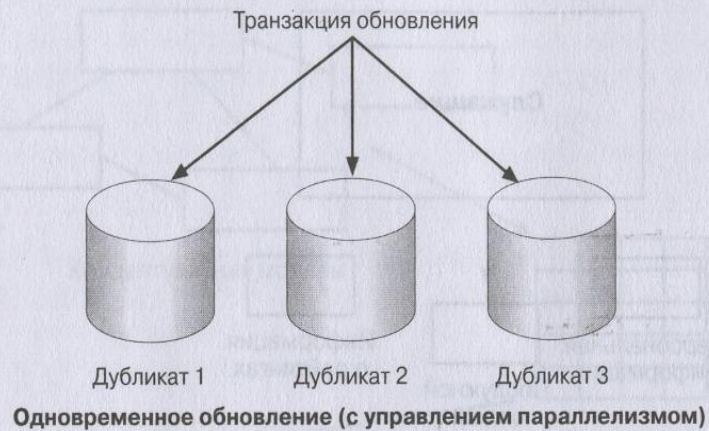 Транзакция обновления
Дубликат 1 Дубликат 2 Дубликат 3
Одновременное обновление (с управлением параллелизмом)